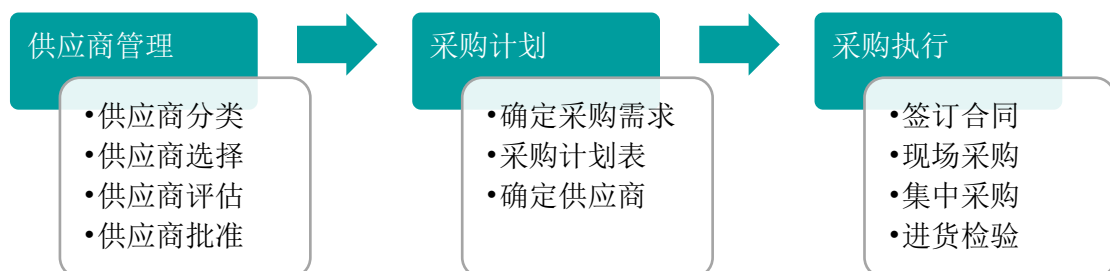 供应商管理
•供应商分类
•供应商选择
•供应商评估
•供应商批准
采购计划
•确定采购需求
•采购计划表
•确定供应商
采购执行
•签订合同
•现场采购
•集中采购
•进货检验